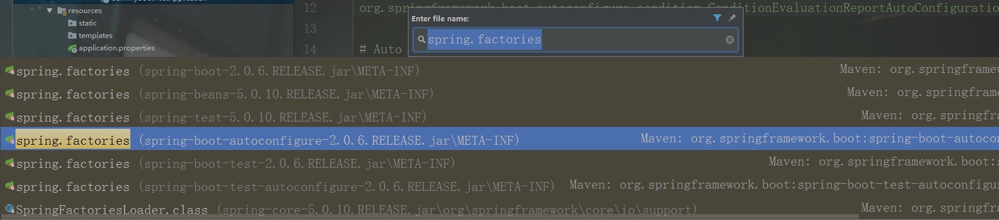 resources
static
templates
application.properties
12
org.springframework.boot.autoconfigure.condition.ConditionEvaluationReportAutoConfiguratio
13
14 # Auto
Enter file name:
spring.factories
spring.factories (spring-boot-2.0.6.RELEASE.jar\META-INF) Maven: org.springframew
spring.factories (spring-beans-5.0.10.RELEASE.jar\META-INF) Maven: org.springframe
spring.factories (spring-test-5.0.10.RELEASE.jar\META-INF) Maven: org.springfra
spring.factories (spring-boot-autoconfigure-2.0.6.RELEASE.jar\META-INF) Maven: org.springframework.boot:spring-boot-autocon
spring.factories (spring-boot-test-2.0.6.RELEASE.jar\META-INF) Maven: org.springframework.boot:s
spring.factories (spring-boot-test-autoconfigure-2.0.6.RELEASE.jar\META-INF) Maven: org.springframework.boot:spring-boot-test-autoconfigu
SpringFactoriesLoader.class (spring-core-5.0.10.RELEASE.jar\org\springframework\core\io\support) Maven: org.springfra